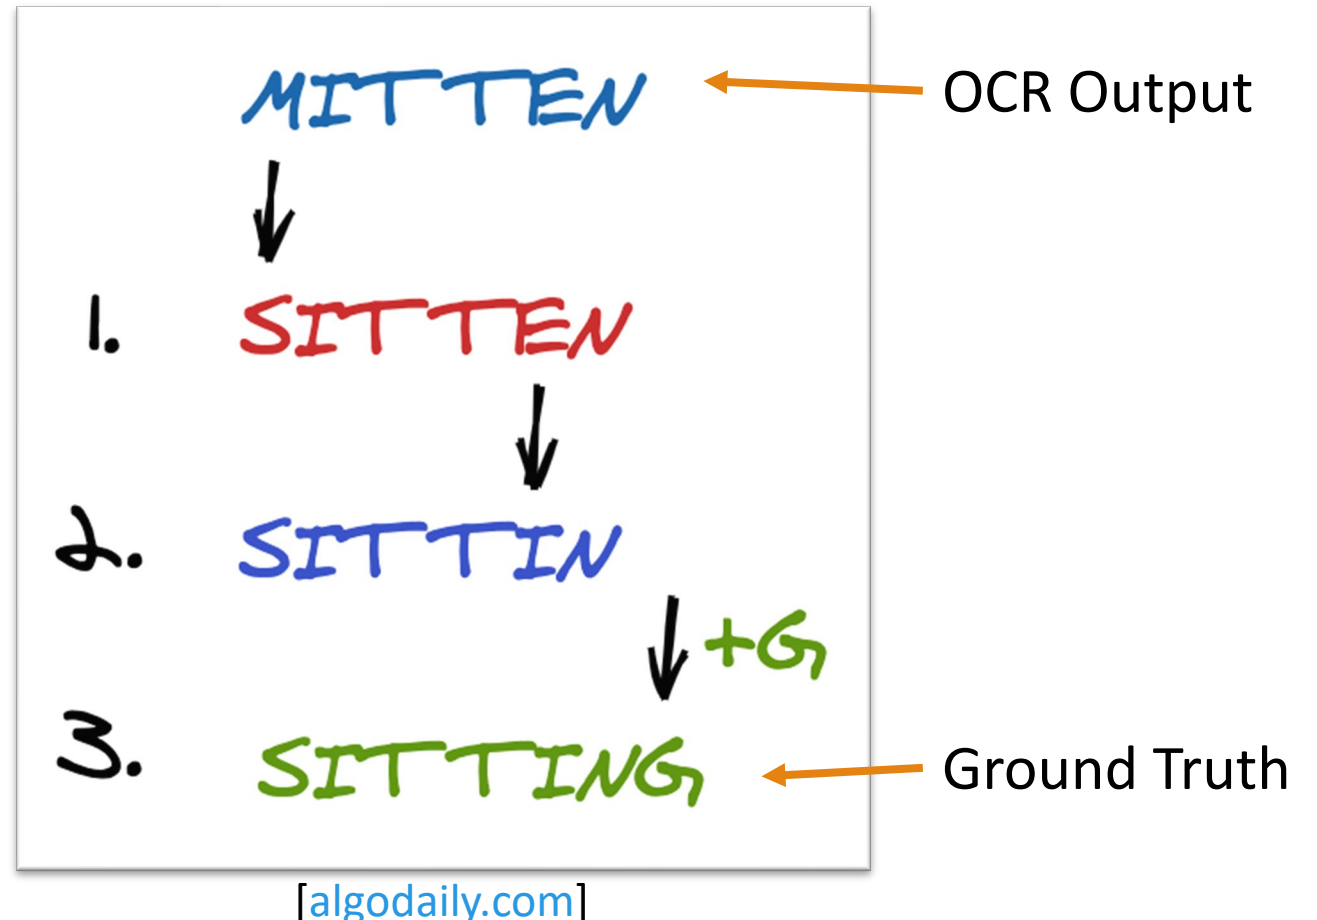 MITTEN
OCR Output
1. SITTEN
2. SITTIN
+G
3. SITTING
Ground Truth
[algodaily.com]